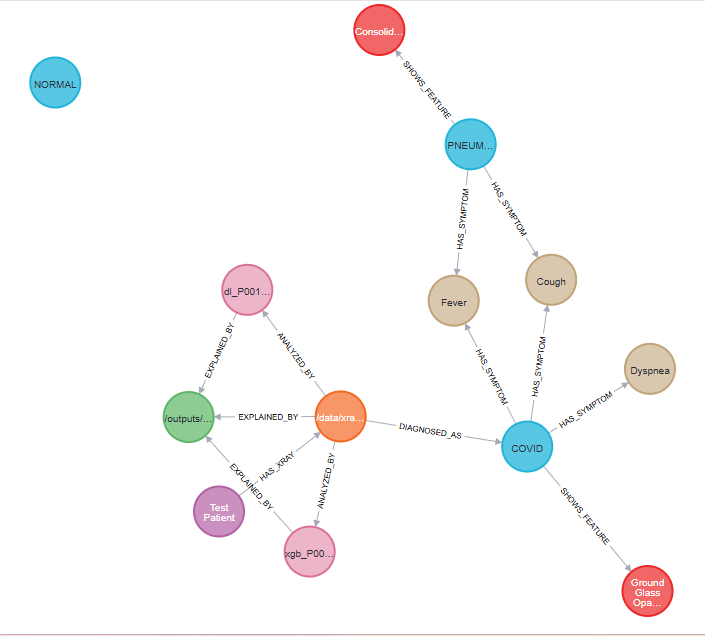 Consolid...
SHOWS_FEATURE
NORMAL
PNEUM...
HAS_SYMPTOM
HAS_SYMPTOM
Cough
dl_P001...
Fever
ANALYZED_BY
EXPLAINED_BY
HAS_SYMPTOM
HAS_SYMPTOM
Dyspnea
HAS_SYMPTOM
/outputs/...
EXPLAINED_BY
/data/xra...
DIAGNOSED_AS
COVID
HAS_XRAY
EXPLAINED_BY
ANALYZED_BY
Test
Patient
SHOWS_FEATURE
xgb_P00...
Ground
Glass
Opa...